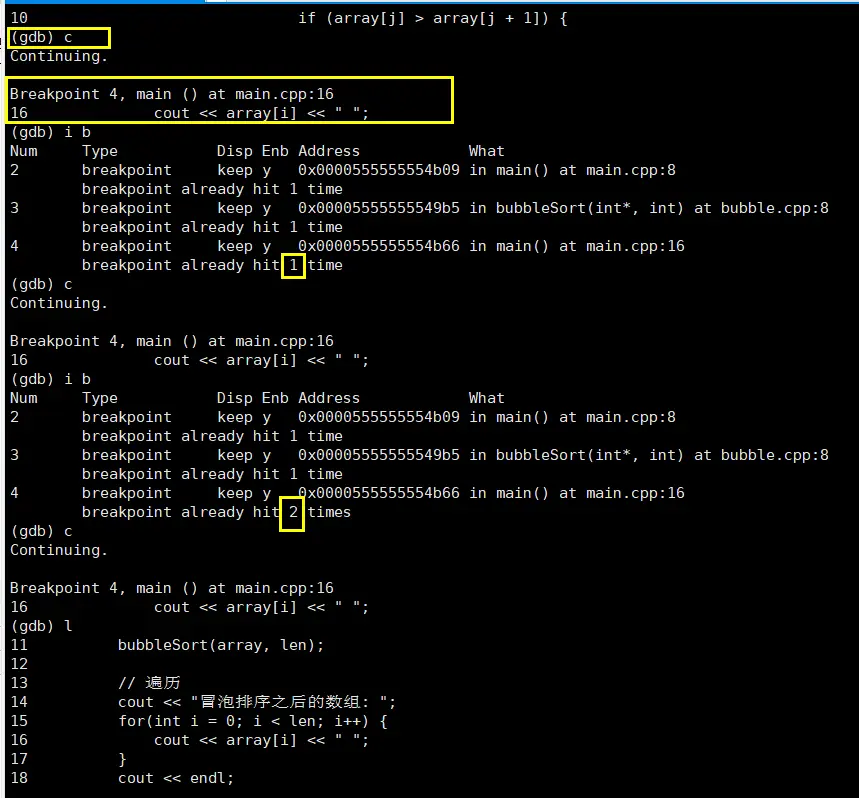 10                              if (array[j] > array[j + 1]) {
(gdb) c
Continuing.
Breakpoint 4, main () at main.cpp:16
16              cout << array[i] << " ";
(gdb) i b
Num     Type           Disp Enb Address            What
2       breakpoint     keep y   0x0000555555554b09 in main() at main.cpp:8
        breakpoint already hit 1 time
3       breakpoint     keep y   0x00005555555549b5 in bubbleSort(int*, int) at bubble.cpp:8
        breakpoint already hit 1 time
4       breakpoint     keep y   0x0000555555554b66 in main() at main.cpp:16
        breakpoint already hit 1 time
(gdb) c
Continuing.
Breakpoint 4, main () at main.cpp:16
16              cout << array[i] << " ";
(gdb) i b
Num     Type           Disp Enb Address            What
2       breakpoint     keep y   0x0000555555554b09 in main() at main.cpp:8
        breakpoint already hit 1 time
3       breakpoint     keep y   0x00005555555549b5 in bubbleSort(int*, int) at bubble.cpp:8
        breakpoint already hit 1 time
4       breakpoint     keep y   0x0000555555554b66 in main() at main.cpp:16
        breakpoint already hit 2 times
(gdb) c
Continuing.
Breakpoint 4, main () at main.cpp:16
16              cout << array[i] << " ";
(gdb) l
11          bubbleSort(array, len);
12
13          // 遍历
14          cout << "冒泡排序之后的数组: ";
15          for(int i = 0; i < len; i++) {
16              cout << array[i] << " ";
17          }
18          cout << endl;